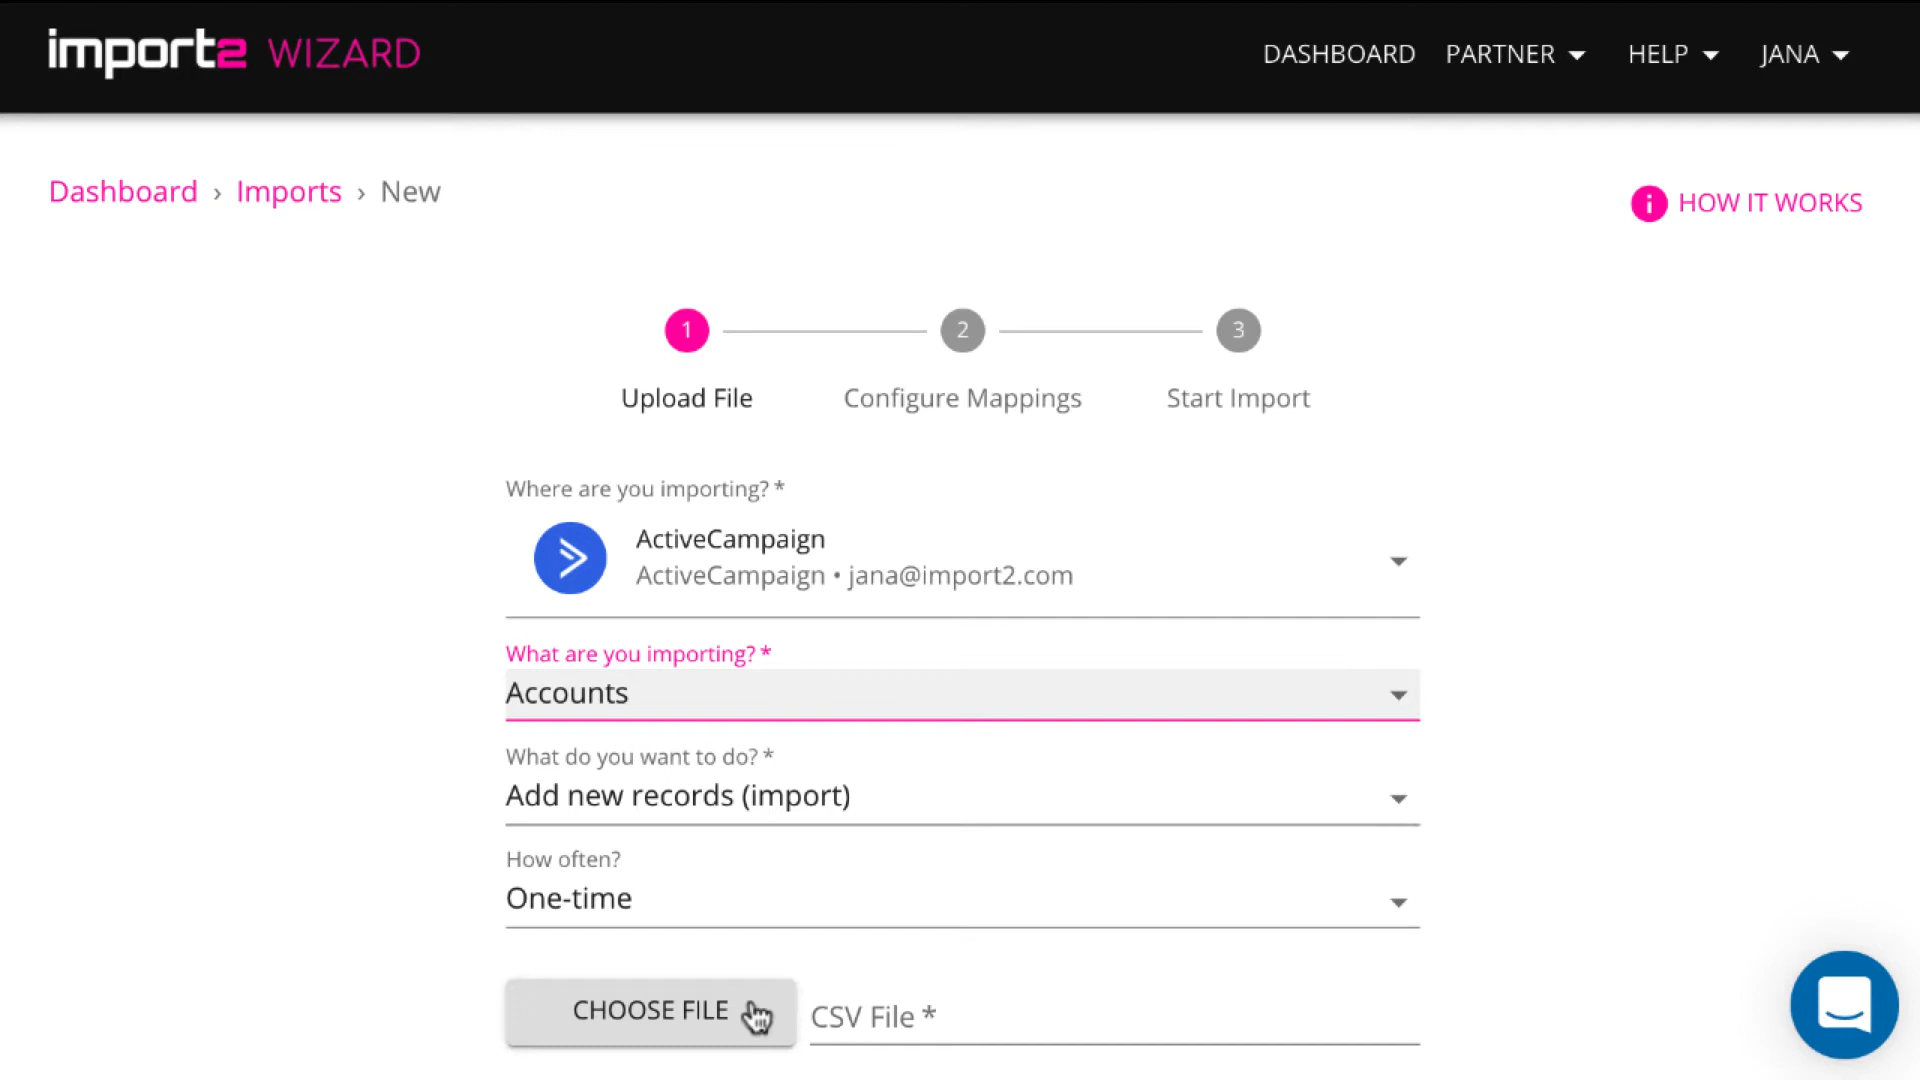 import2 WIZARD
DASHBOARD PARTNER HELP JANA
Dashboard › Imports › New
i HOW IT WORKS
1 2 3
Upload File Configure Mappings Start Import
Where are you importing? *
ActiveCampaign
ActiveCampaign • jana@import2.com
What are you importing? *
Accounts
What do you want to do? *
Add new records (import)
How often?
One-time
CHOOSE FILE CSV File *